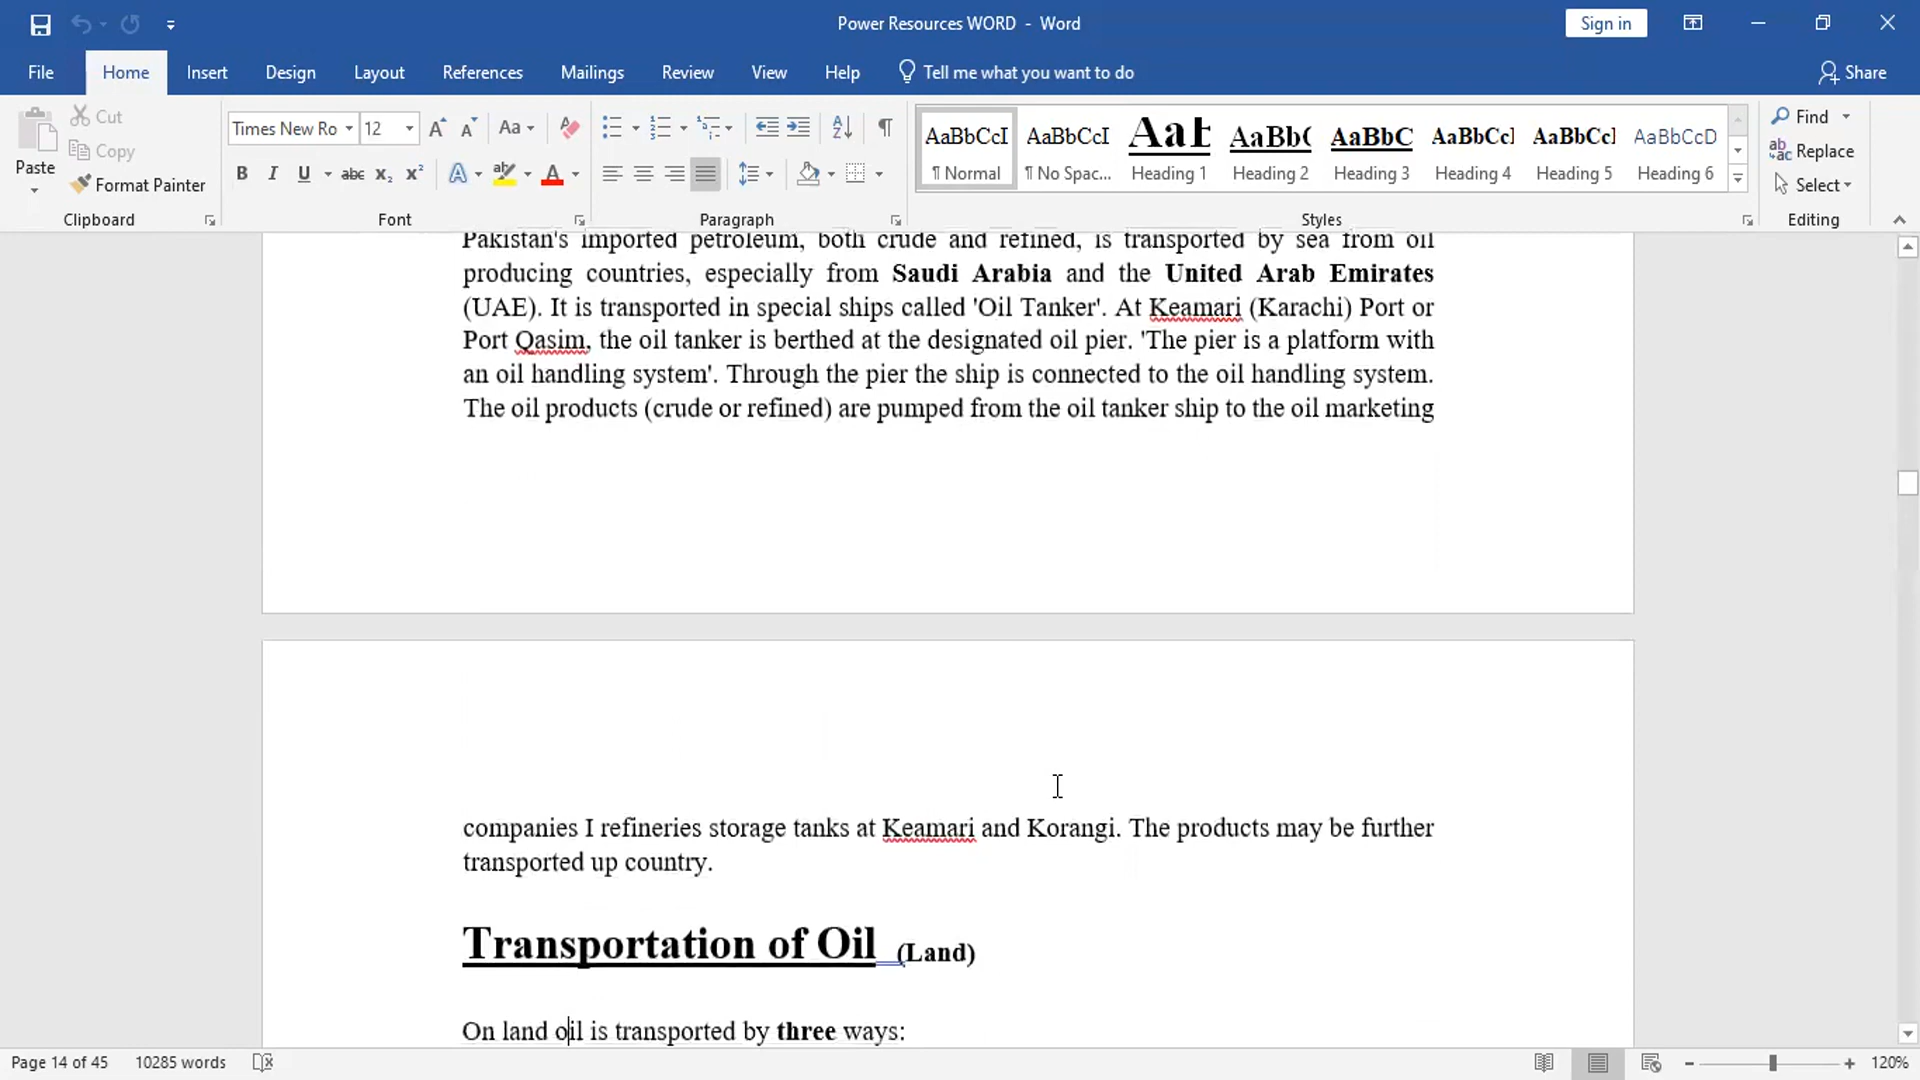 Power Resources WORD - Word
Sign in
File Home Insert Design Layout References Mailings Review View Help Tell me what you want to do Share
Paste
Cut
Copy
Format Painter
Clipboard
Times New Ro 12
Font
Paragraph
AaBbCcI AaBbCcI AaB AaBb( AaBbC AaBbCcI AaBbCcI AaBbCcD
¶ Normal ¶ No Spac... Heading 1 Heading 2 Heading 3 Heading 4 Heading 5 Heading 6
Styles
Find
Replace
Select
Editing
Pakistan's imported petroleum, both crude and refined, is transported by sea from oil
producing countries, especially from Saudi Arabia and the United Arab Emirates
(UAE). It is transported in special ships called 'Oil Tanker'. At Keamari (Karachi) Port or
Port Qasim, the oil tanker is berthed at the designated oil pier. 'The pier is a platform with
an oil handling system'. Through the pier the ship is connected to the oil handling system.
The oil products (crude or refined) are pumped from the oil tanker ship to the oil marketing
companies I refineries storage tanks at Keamari and Korangi. The products may be further
transported up country.
Transportation of Oil (Land)
On land oil is transported by three ways:
Page 14 of 45 10285 words 120%